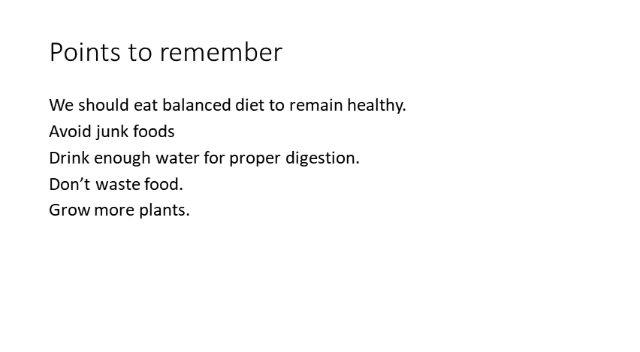 Points to remember
We should eat balanced diet to remain healthy.
Avoid junk foods
Drink enough water for proper digestion.
Don’t waste food.
Grow more plants.